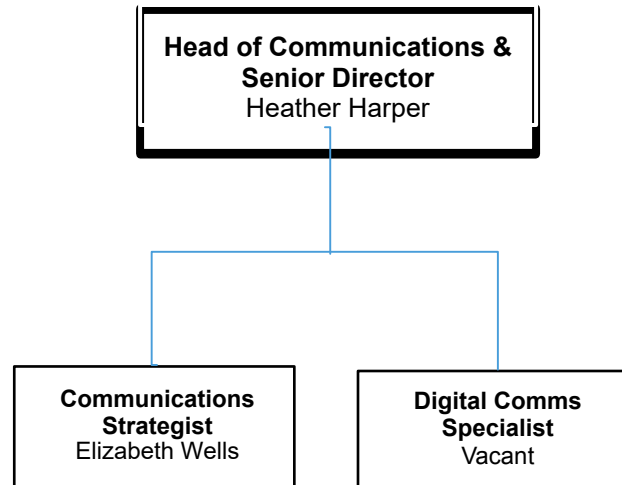 Head of Communications &
Senior Director
Heather Harper
Communications
Strategist
Elizabeth Wells
Digital Comms
Specialist
Vacant